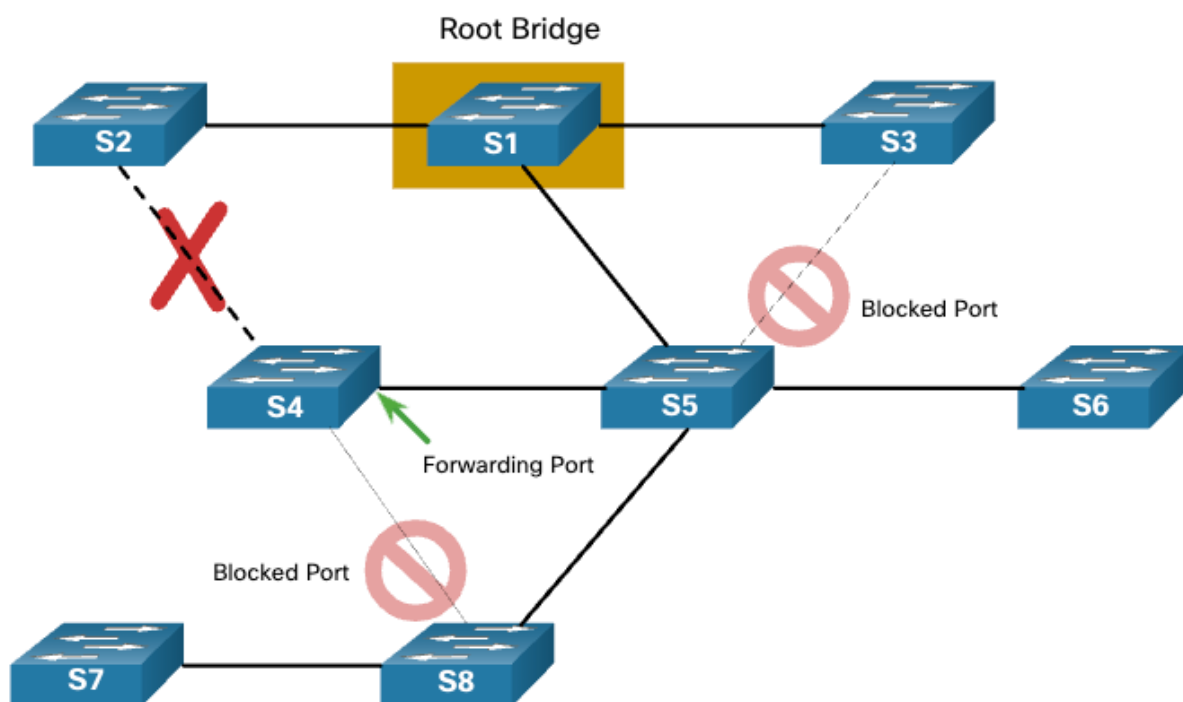 Root Bridge
S2
S1
S3
Blocked Port
S4
S5
S6
Forwarding Port
Blocked Port
S7
S8